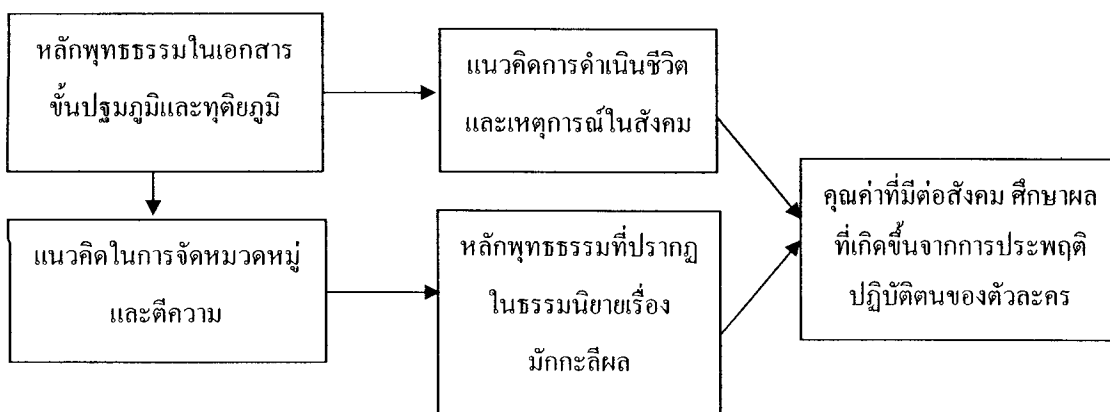 หลักพุทธธรรมในเอกสาร
ขั้นปฐมภูมิและทุติยภูมิ
แนวคิดการดำเนินชีวิต
และเหตุการณ์ในสังคม
คุณค่าที่มีต่อสังคม ศึกษาผล
ที่เกิดขึ้นจากการประพฤติ
ปฏิบัติตนของตัวละคร
แนวคิดในการจัดหมวดหมู่
และตีความ
หลักพุทธธรรมที่ปรากฏ
ในธรรมนิยายเรื่อง
มักกะลีผล